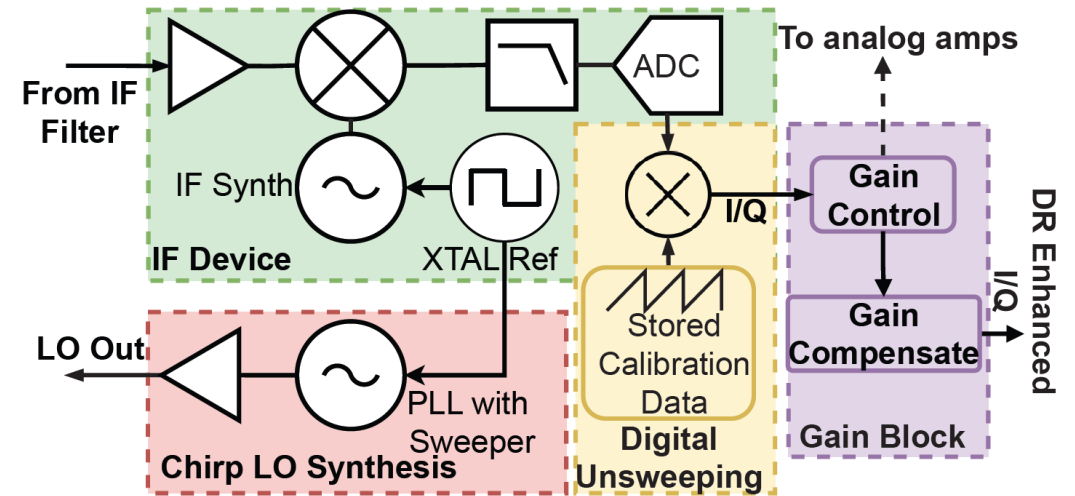 To analog amps
ADC
From IF
Filter
IF Synth
XTAL Ref
IF Device
I/Q
Gain
Control
DR Enhanced
I/Q
Gain
Compensate
Gain Block
Stored
Calibration
Data
Digital
Unsweeping
LO Out
PLL with
Sweeper
Chirp LO Synthesis